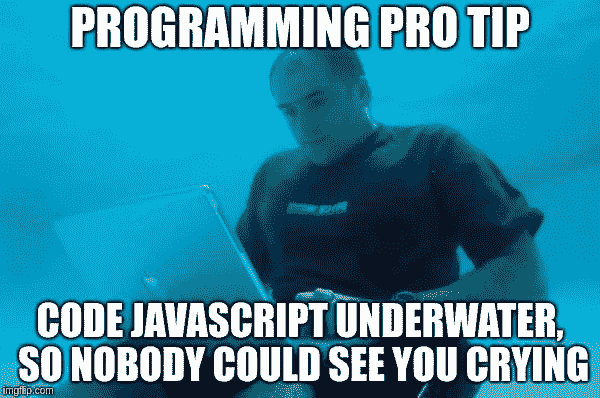 PROGRAMMING PRO TIP
CODE JAVASCRIPT UNDERWATER,
SO NOBODY COULD SEE YOU CRYING
imgflip.com